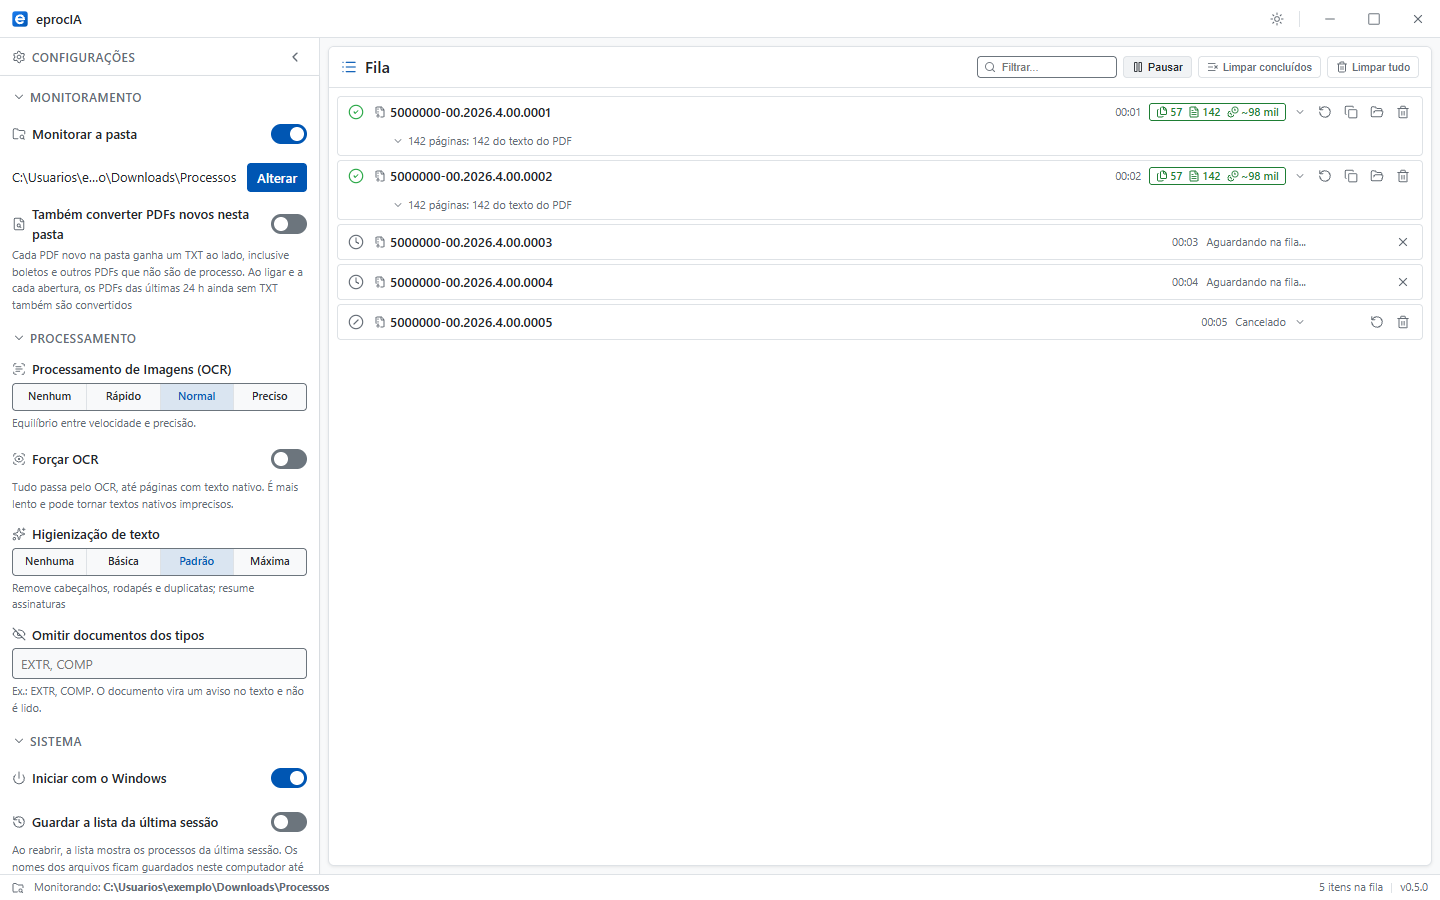 eprocIA
CONFIGURAÇÕES
MONITORAMENTO
Monitorar a pasta
C:\Usuarios\e...o\Downloads\Processos
Alterar
Também converter PDFs novos nesta
pasta
Cada PDF novo na pasta ganha um TXT ao lado, inclusive
boletos e outros PDFs que não são de processo. Ao ligar e a
cada abertura, os PDFs das últimas 24 h ainda sem TXT
também são convertidos
PROCESSAMENTO
Processamento de Imagens (OCR)
Nenhum Rápido Normal Preciso
Equilíbrio entre velocidade e precisão.
Forçar OCR
Tudo passa pelo OCR, até páginas com texto nativo. É mais
lento e pode tornar textos nativos imprecisos.
Higienização de texto
Nenhuma Básica Padrão Máxima
Remove cabeçalhos, rodapés e duplicatas; resume
assinaturas
Omitir documentos dos tipos
EXTR, COMP
Ex.: EXTR, COMP. O documento vira um aviso no texto e não
é lido.
SISTEMA
Iniciar com o Windows
Guardar a lista da última sessão
Ao reabrir, a lista mostra os processos da última sessão. Os
nomes dos arquivos ficam guardados neste computador até
Fila
Filtrar...
Pausar
Limpar concluídos
Limpar tudo
5000000-00.2026.4.00.0001 00:01 57 142 ~98 mil
142 páginas: 142 do texto do PDF
5000000-00.2026.4.00.0002 00:02 57 142 ~98 mil
142 páginas: 142 do texto do PDF
5000000-00.2026.4.00.0003 00:03 Aguardando na fila...
5000000-00.2026.4.00.0004 00:04 Aguardando na fila...
5000000-00.2026.4.00.0005 00:05 Cancelado
Monitorando: C:\Usuarios\exemplo\Downloads\Processos
5 itens na fila v0.5.0